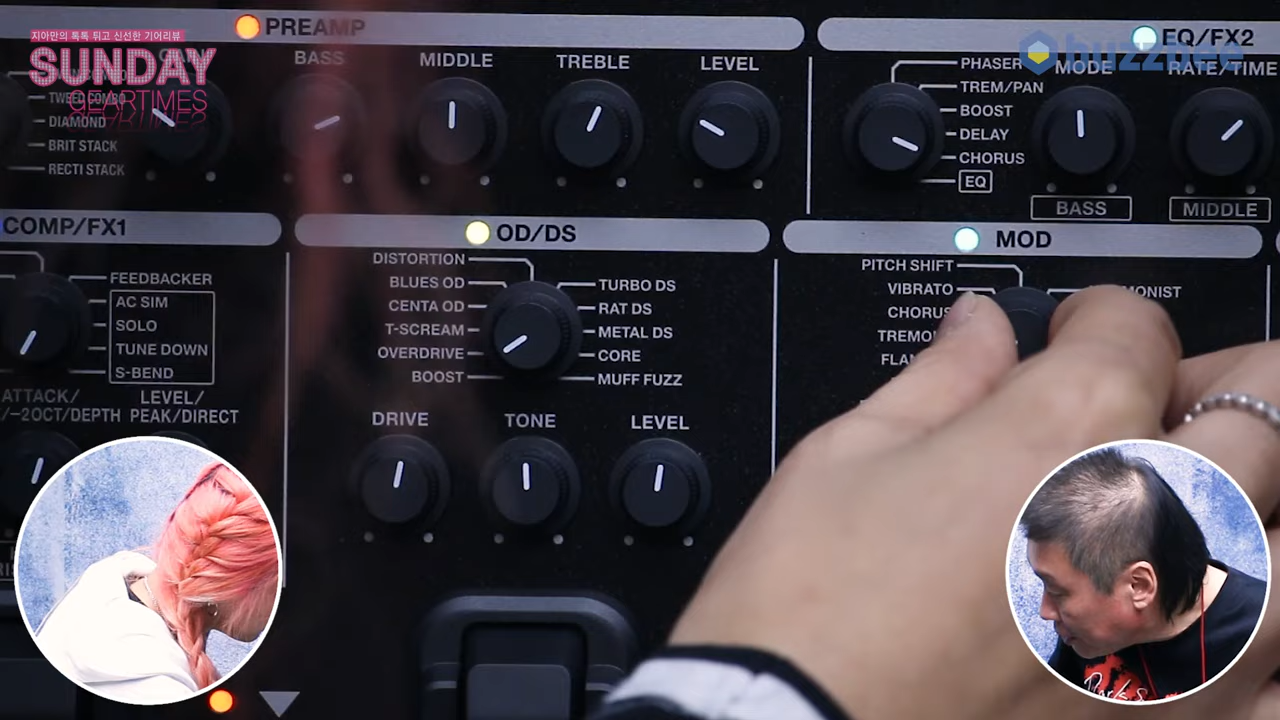 지아만의 톡톡 튀고 신선한 기어리뷰
SUNDAY
GEARTIMES
buzzbee
PREAMP
EQ/FX2
BASS
MIDDLE
TREBLE
LEVEL
TWEED COMBO
DIAMOND
BRIT STACK
RECTI STACK
PHASER
TREM/PAN
BOOST
DELAY
CHORUS
EQ
MODE
RATE/TIME
BASS
MIDDLE
COMP/FX1
OD/DS
MOD
FEEDBACKER
AC SIM
SOLO
TUNE DOWN
S-BEND
ATTACK/
/-2OCT/DEPTH
LEVEL/
PEAK/DIRECT
DISTORTION
BLUES OD
CENTA OD
T-SCREAM
OVERDRIVE
BOOST
TURBO DS
RAT DS
METAL DS
CORE
MUFF FUZZ
DRIVE
TONE
LEVEL
PITCH SHIFT
VIBRATO
CHORUS